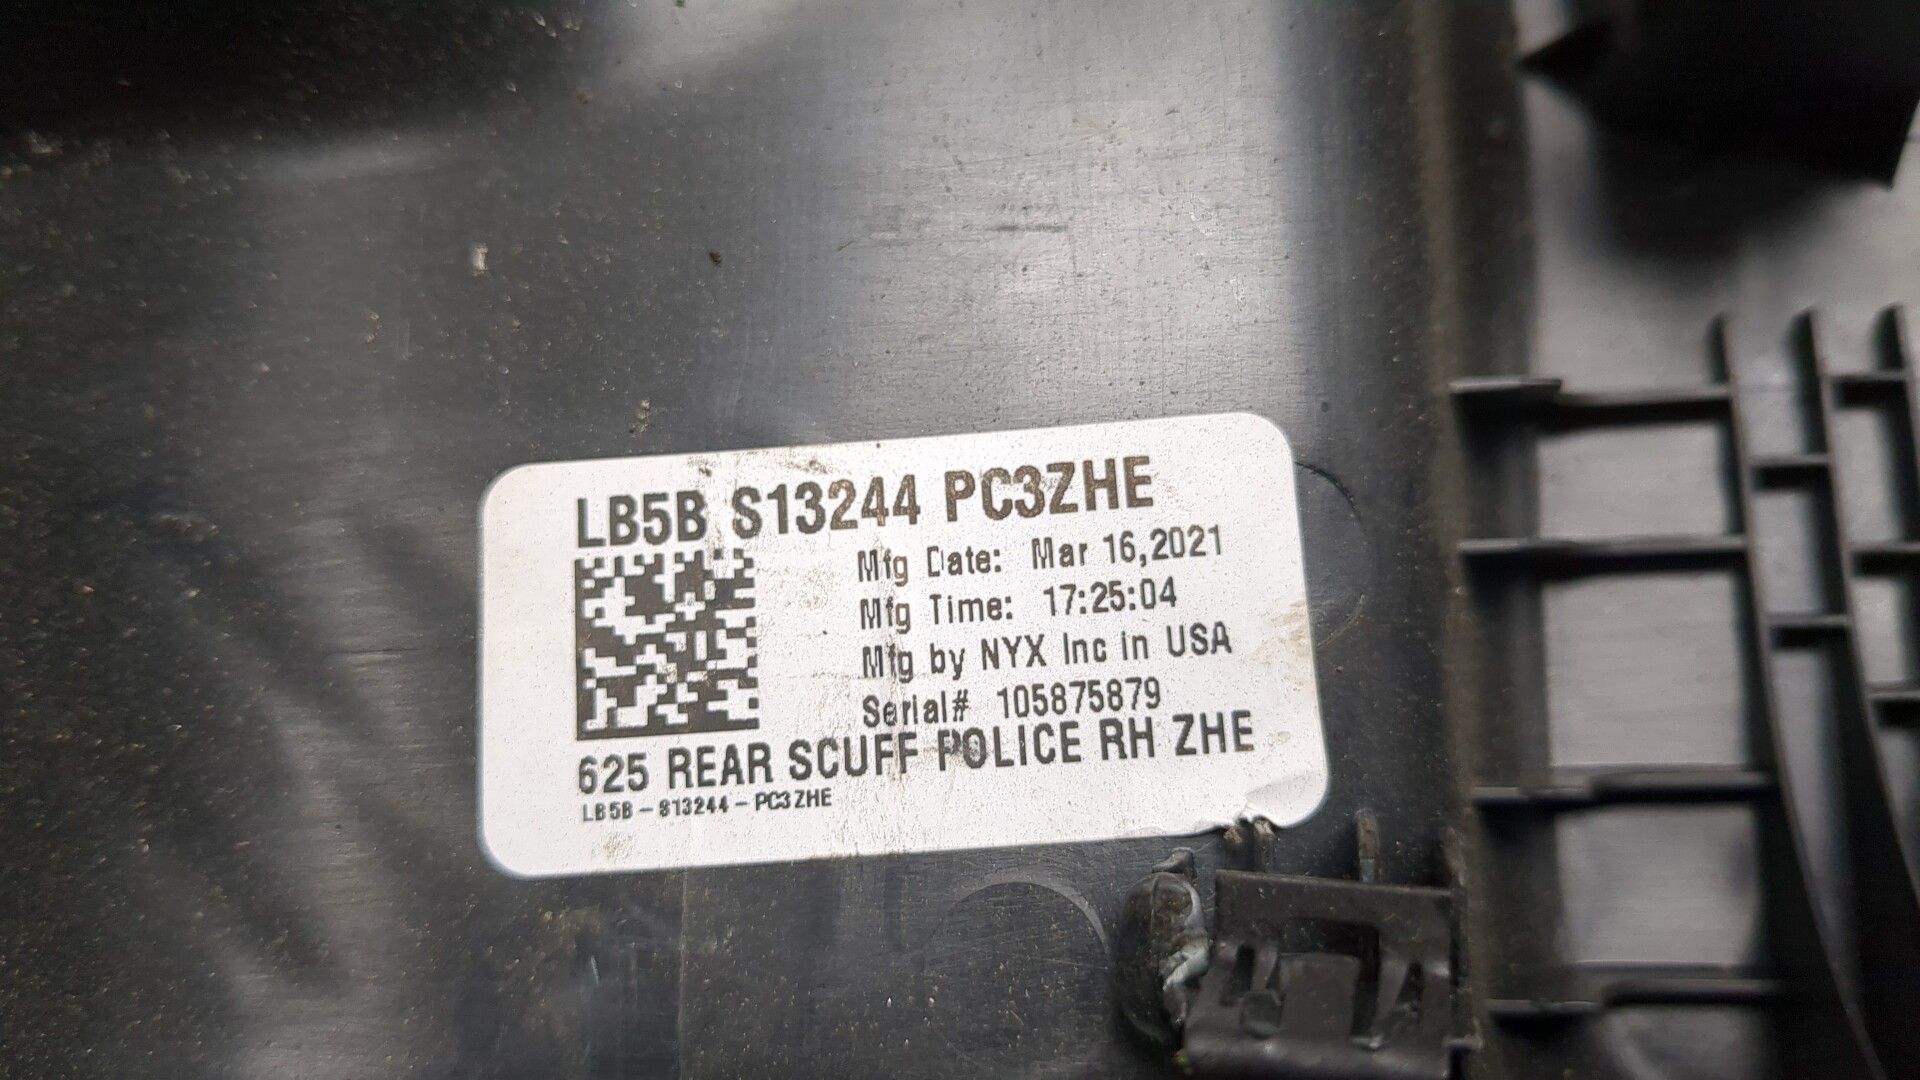 LB5B S13244 PC3ZHE
Mfg Date: Mar 16,2021
Mfg Time: 17:25:04
Mfg by NYX Inc in USA
Serial# 105875879
625 REAR SCUFF POLICE RH ZHE
LB5B-S13244-PC3ZHE